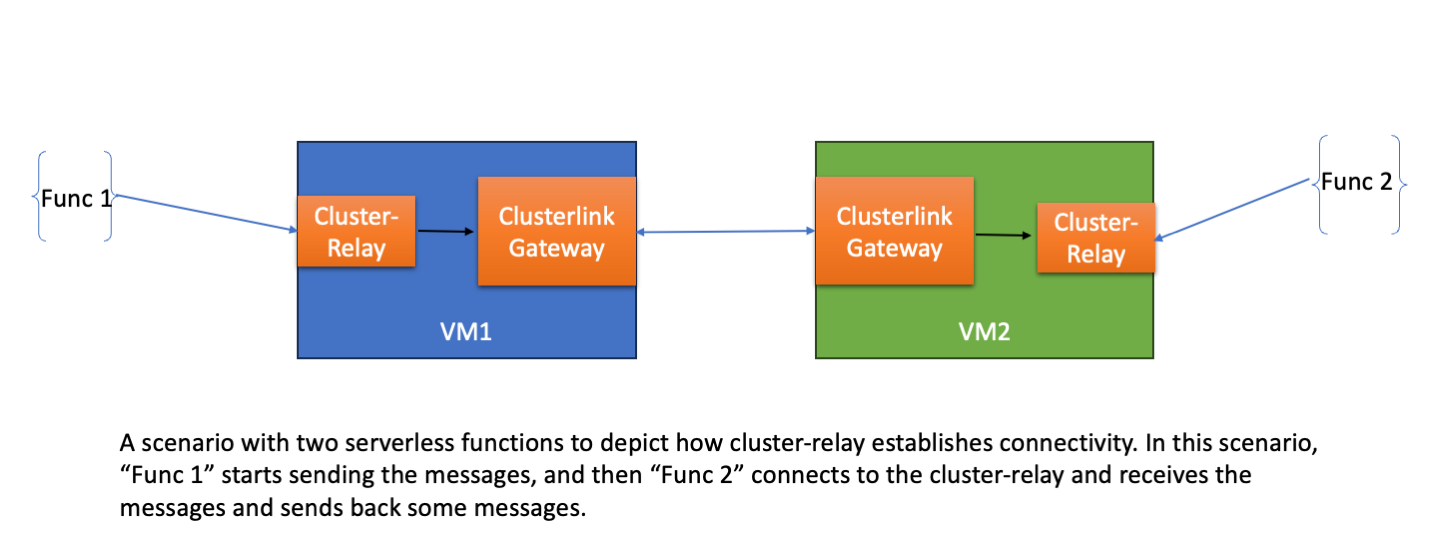 Func 1
Cluster-
Relay
Clusterlink
Gateway
VM1
Clusterlink
Gateway
Cluster-
Relay
VM2
Func 2
A scenario with two serverless functions to depict how cluster-relay establishes connectivity. In this scenario,
“Func 1” starts sending the messages, and then “Func 2” connects to the cluster-relay and receives the
messages and sends back some messages.